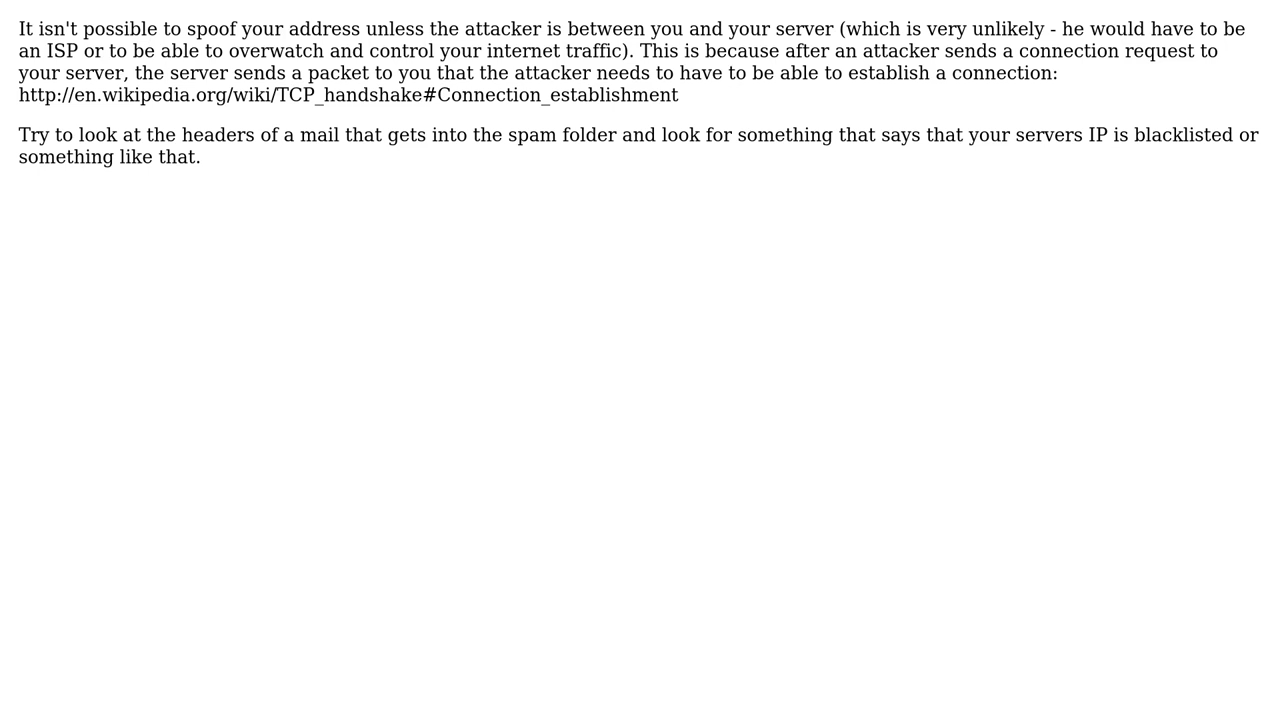 It isn't possible to spoof your address unless the attacker is between you and your server (which is very unlikely - he would have to be
an ISP or to be able to overwatch and control your internet traffic). This is because after an attacker sends a connection request to
your server, the server sends a packet to you that the attacker needs to have to be able to establish a connection:
http://en.wikipedia.org/wiki/TCP_handshake#Connection_establishment
Try to look at the headers of a mail that gets into the spam folder and look for something that says that your servers IP is blacklisted or
something like that.